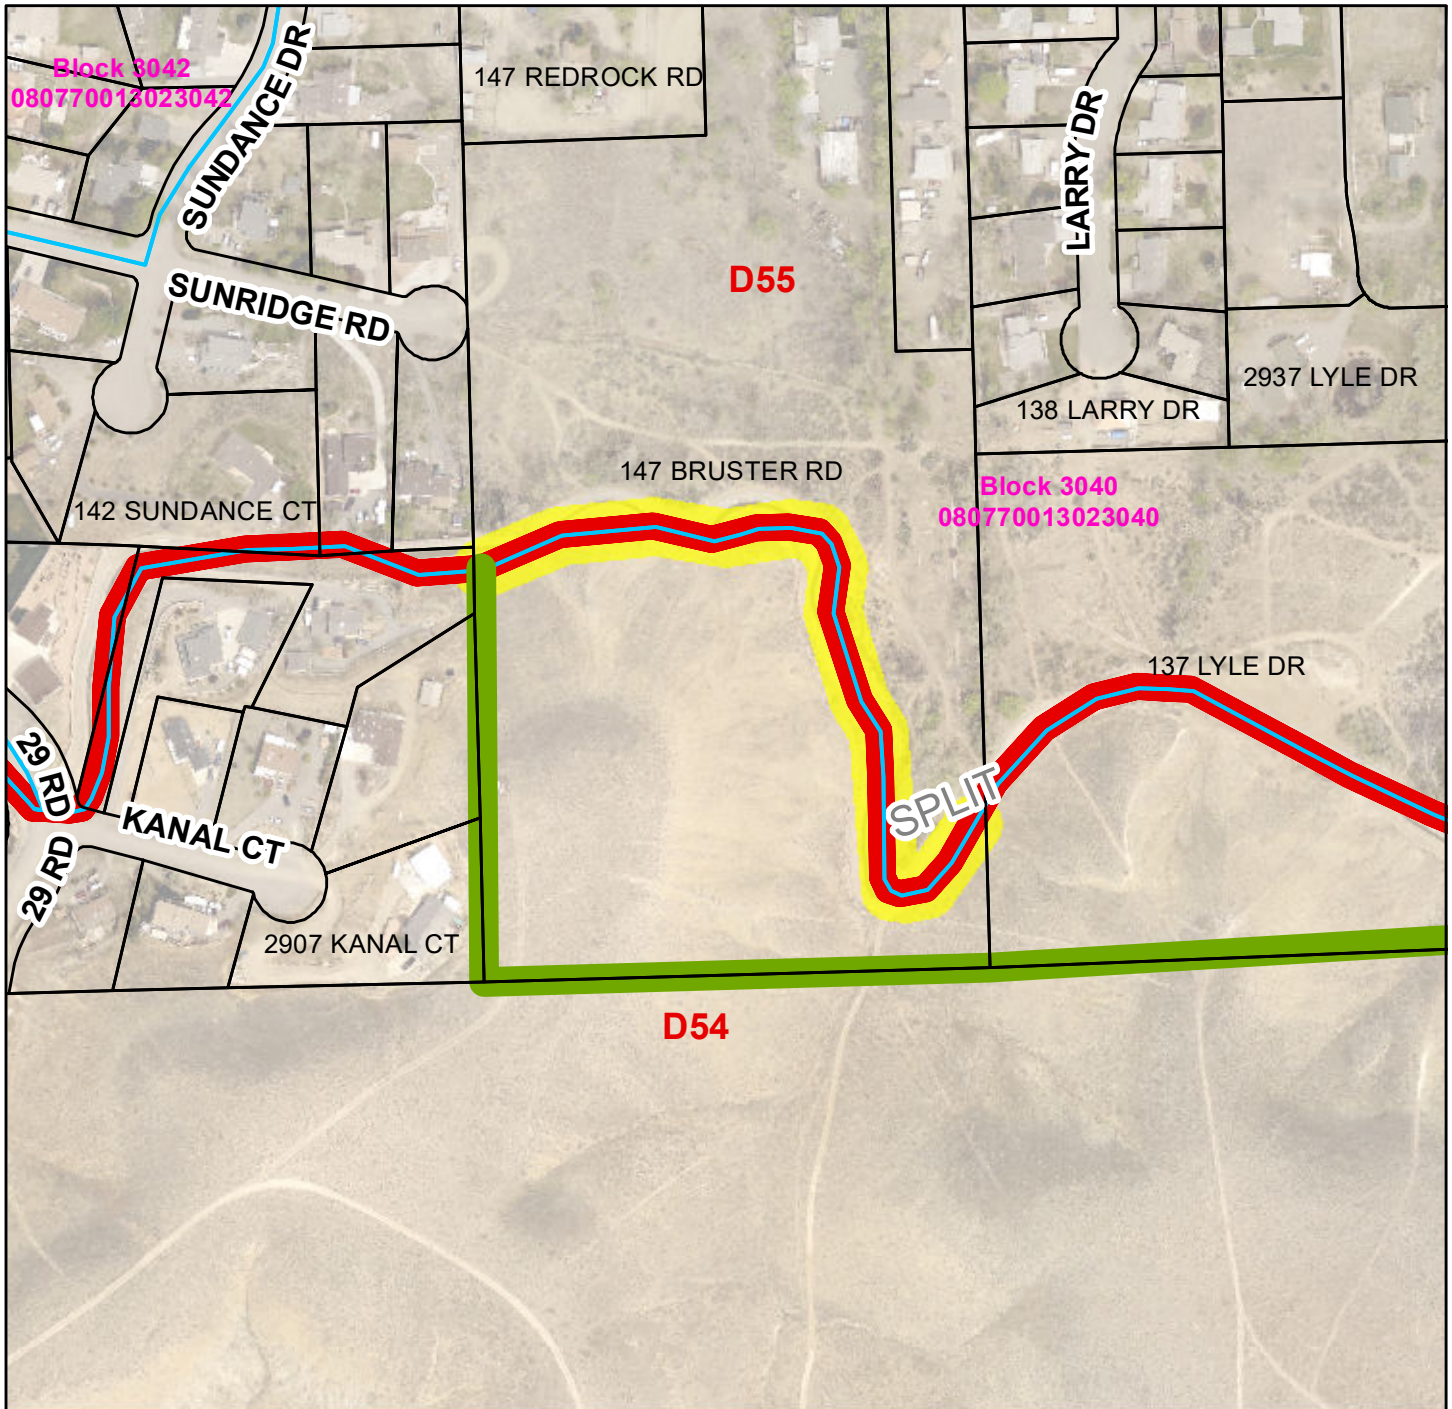 Block 3042
080770013023042
SUNDANCE DR
147 REDROCK RD
LARRY DR
D55
SUNRIDGE RD
2937 LYLE DR
138 LARRY DR
147 BRUSTER RD
Block 3040
080770013023040
142 SUNDANCE CT
137 LYLE DR
29 RD
SPLIT
KANAL CT
29 RD
2907 KANAL CT
D54